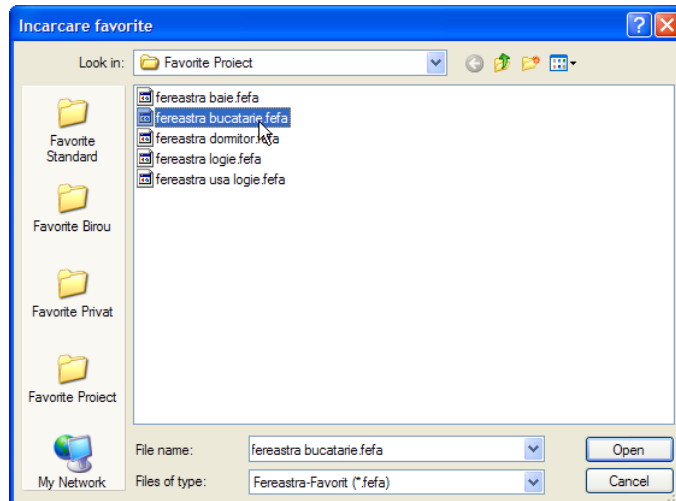 Incarcare favorite
Look in: Favorite Proiect
Favorite
Standard
Favorite Birou
Favorite Privat
Favorite Proiect
My Network
fereastra baie.fefa
fereastra bucatarie.fefa
fereastra dormitor.fefa
fereastra logie.fefa
fereastra usa logie.fefa
File name: fereastra bucatarie.fefa Open
Files of type: Fereastra-Favorit (*.fefa) Cancel